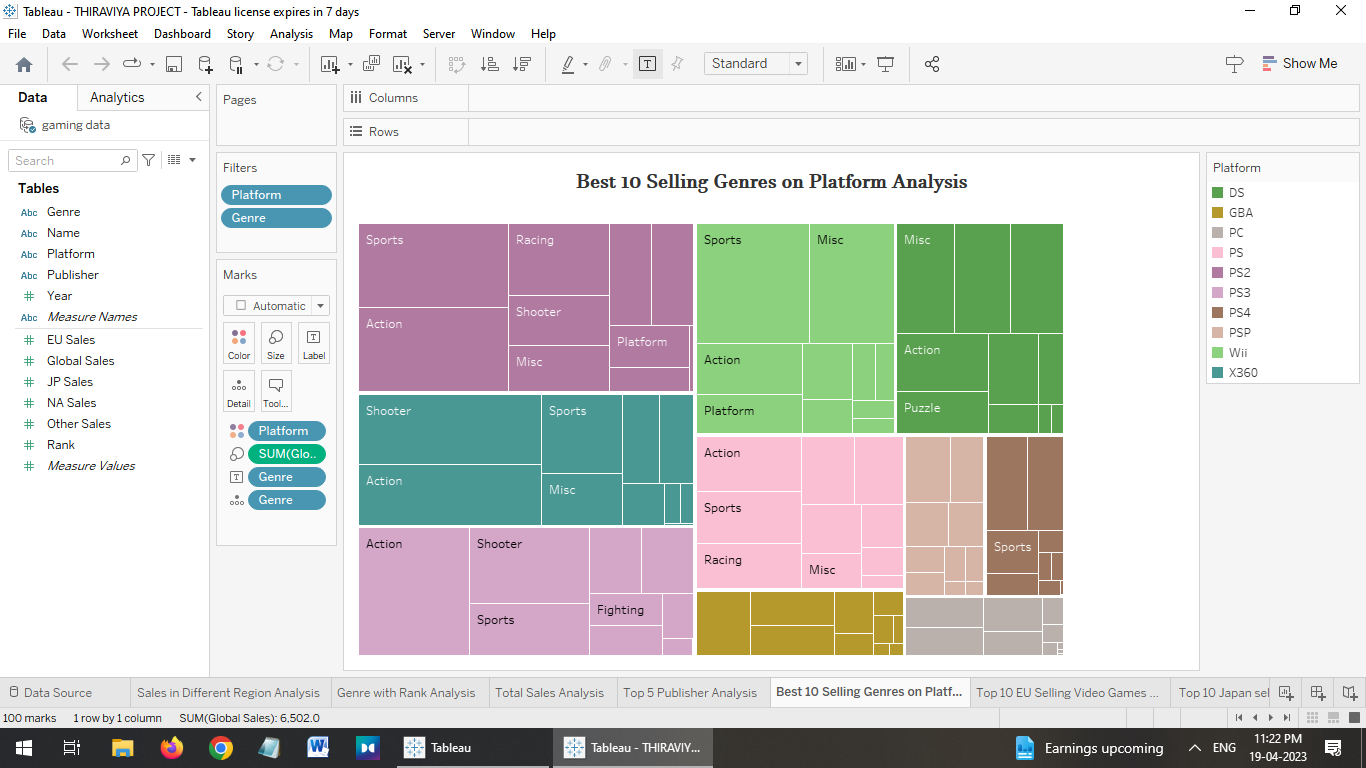 Tableau - THIRAVIYA PROJECT - Tableau license expires in 7 days
File Data Worksheet Dashboard Story Analysis Map Format Server Window Help
Standard
Show Me
Data Analytics
gaming data
Search
Tables
Abc Genre
Abc Name
Abc Platform
Abc Publisher
# Year
Abc Measure Names
# EU Sales
# Global Sales
# JP Sales
# NA Sales
# Other Sales
# Rank
# Measure Values
Pages
Filters
Platform
Genre
Marks
Automatic
Color Size Label
Detail Tool...
Platform
SUM(Glo..
Genre
Genre
Columns
Rows
Best 10 Selling Genres on Platform Analysis
Sports
Racing
Action
Shooter
Misc
Platform
Shooter
Sports
Action
Misc
Action
Shooter
Sports
Fighting
Sports
Misc
Action
Platform
Misc
Action
Puzzle
Action
Sports
Racing
Misc
Sports
Platform
DS
GBA
PC
PS
PS2
PS3
PS4
PSP
Wii
X360
Data Source Sales in Different Region Analysis Genre with Rank Analysis Total Sales Analysis Top 5 Publisher Analysis Best 10 Selling Genres on Platf... Top 10 EU Selling Video Games ... Top 10 Japan sel
100 marks 1 row by 1 column SUM(Global Sales): 6,502.0
Tableau
Tableau - THIRAVIY...
Earnings upcoming
ENG
11:22 PM
19-04-2023